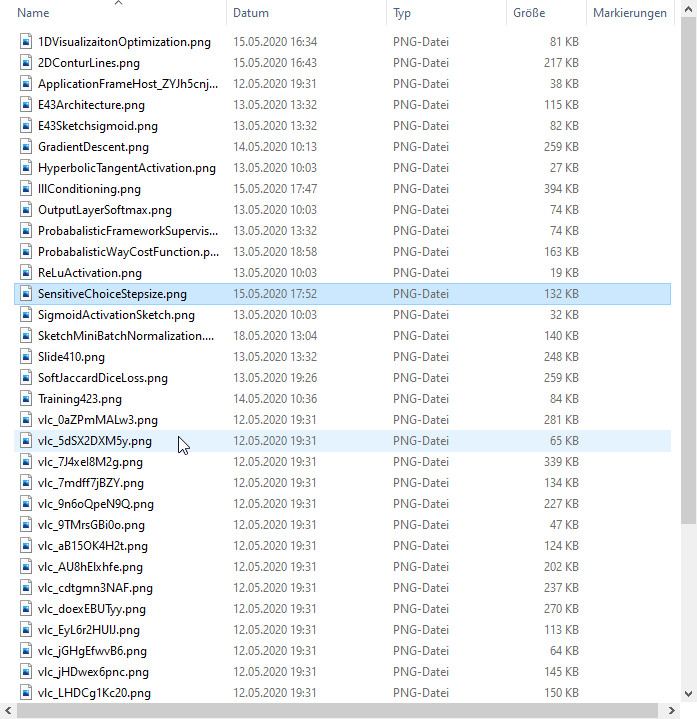 Name Datum Typ Größe Markierungen
1DVisualizaitonOptimization.png 15.05.2020 16:34 PNG-Datei 81 KB
2DConturLines.png 15.05.2020 16:43 PNG-Datei 217 KB
ApplicationFrameHost_ZYJh5cnj... 12.05.2020 19:31 PNG-Datei 38 KB
E43Architecture.png 13.05.2020 13:32 PNG-Datei 115 KB
E43Sketchsigmoid.png 13.05.2020 13:32 PNG-Datei 82 KB
GradientDescent.png 14.05.2020 10:13 PNG-Datei 259 KB
HyperbolicTangentActivation.png 13.05.2020 10:03 PNG-Datei 27 KB
IllConditioning.png 15.05.2020 17:47 PNG-Datei 394 KB
OutputLayerSoftmax.png 13.05.2020 10:03 PNG-Datei 74 KB
ProbabalisticFrameworkSupervis... 13.05.2020 13:32 PNG-Datei 74 KB
ProbabalisticWayCostFunction.p... 13.05.2020 18:58 PNG-Datei 163 KB
ReLuActivation.png 13.05.2020 10:03 PNG-Datei 19 KB
SensitiveChoiceStepsize.png 15.05.2020 17:52 PNG-Datei 132 KB
SigmoidActivationSketch.png 13.05.2020 10:03 PNG-Datei 32 KB
SketchMiniBatchNormalization.... 18.05.2020 13:04 PNG-Datei 140 KB
Slide410.png 13.05.2020 13:32 PNG-Datei 248 KB
SoftJaccardDiceLoss.png 13.05.2020 19:26 PNG-Datei 259 KB
Training423.png 14.05.2020 10:36 PNG-Datei 84 KB
vlc_0aZPmMALw3.png 12.05.2020 19:31 PNG-Datei 281 KB
vlc_5dSX2DXM5y.png 12.05.2020 19:31 PNG-Datei 65 KB
vlc_7J4xel8M2g.png 12.05.2020 19:31 PNG-Datei 339 KB
vlc_7mdff7jBZY.png 12.05.2020 19:31 PNG-Datei 134 KB
vlc_9n6oQpeN9Q.png 12.05.2020 19:31 PNG-Datei 227 KB
vlc_9TMrsGBi0o.png 12.05.2020 19:31 PNG-Datei 47 KB
vlc_aB15OK4H2t.png 12.05.2020 19:31 PNG-Datei 124 KB
vlc_AU8hElxhfe.png 12.05.2020 19:31 PNG-Datei 202 KB
vlc_cdtgmn3NAF.png 12.05.2020 19:31 PNG-Datei 237 KB
vlc_doexEBUTyy.png 12.05.2020 19:31 PNG-Datei 270 KB
vlc_EyL6r2HUIJ.png 12.05.2020 19:31 PNG-Datei 113 KB
vlc_jGHgEfwvB6.png 12.05.2020 19:31 PNG-Datei 64 KB
vlc_jHDwex6pnc.png 12.05.2020 19:31 PNG-Datei 145 KB
vlc_LHDCg1Kc20.png 12.05.2020 19:31 PNG-Datei 150 KB